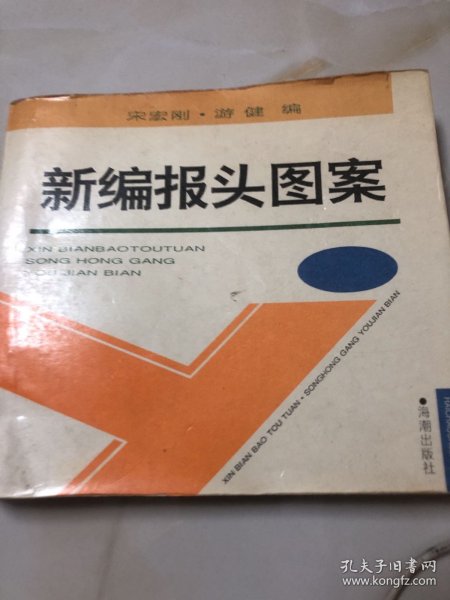 宋宏刚·游健 编
新编报头图案
XIN BIANBAOTOUTUAN
SONG HONG GANG
YOUJIAN BIAN
XIN BIAN BAO TOU TUAN·SONGHONG GANG YOUJIAN BIAN
•海潮出版社
孔夫子旧书网
www.kongfz.com